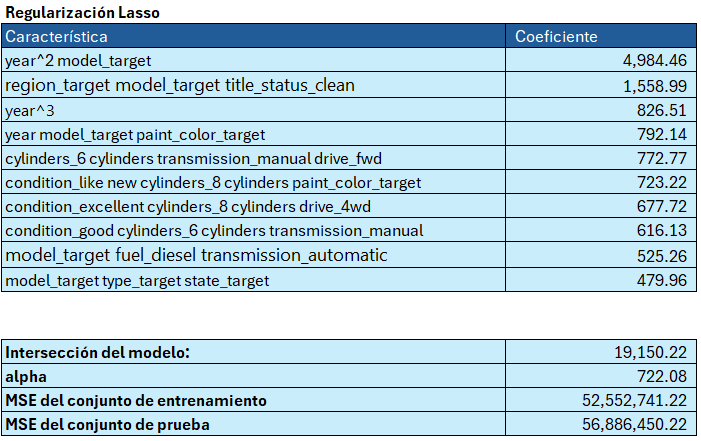 Regularización Lasso
Característica Coeficiente
year^2 model_target 4,984.46
region_target model_target title_status_clean 1,558.99
year^3 826.51
year model_target paint_color_target 792.14
cylinders_6 cylinders transmission_manual drive_fwd 772.77
condition_like new cylinders_8 cylinders paint_color_target 723.22
condition_excellent cylinders_8 cylinders drive_4wd 677.72
condition_good cylinders_6 cylinders transmission_manual 616.13
model_target fuel_diesel transmission_automatic 525.26
model_target type_target state_target 479.96
Intersección del modelo: 19,150.22
alpha 722.08
MSE del conjunto de entrenamiento 52,552,741.22
MSE del conjunto de prueba 56,886,450.22